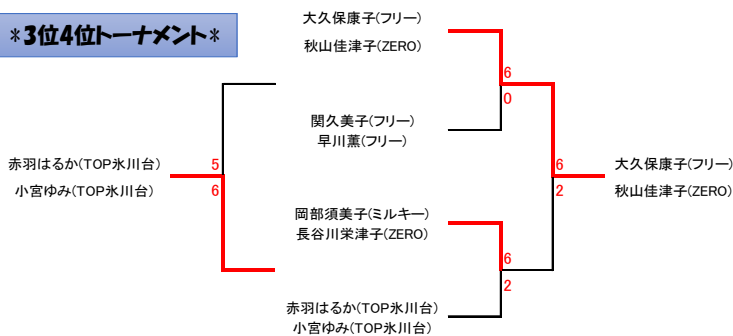 *3位4位トーナメント*
大久保康子(フリー)
秋山佳津子(ZERO)
6
0
関久美子(フリー)
早川薫(フリー)
赤羽はるか(TOP氷川台)
小宮ゆみ(TOP氷川台)
5
6
6
2
大久保康子(フリー)
秋山佳津子(ZERO)
岡部須美子(ミルキー)
長谷川栄津子(ZERO)
6
2
赤羽はるか(TOP氷川台)
小宮ゆみ(TOP氷川台)